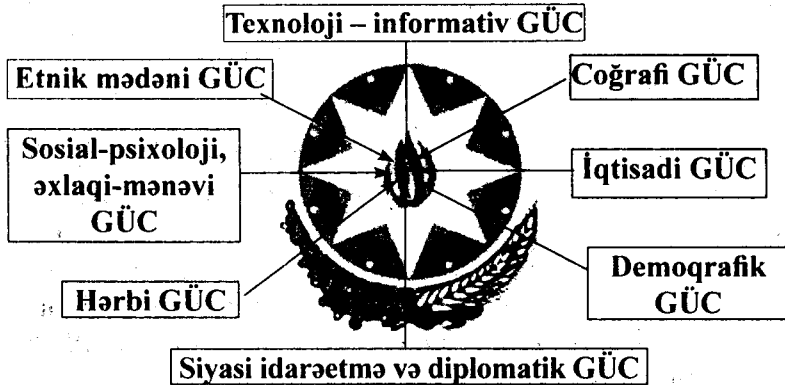 Texnoloji – informativ GÜC
Etnik mədəni GÜC
Coğrafi GÜC
Sosial-psixoloji,
əxlaqi-mənəvi
GÜC
İqtisadi GÜC
Hərbi GÜC
Demoqrafik
GÜC
Siyasi idarəetmə və diplomatik GÜC